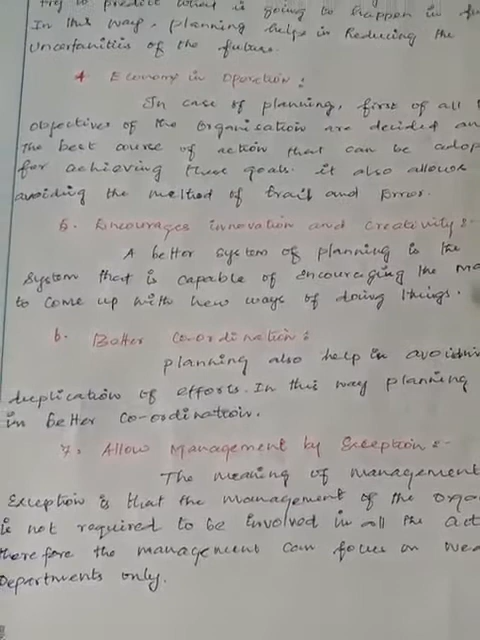 try to predict what is going to happen in fu
In this way, planning helps in Reducing the
Uncertanities of the future.
4 Economy in Operation:
In case of planning, first of all t
objectives of the organisation are decided an
The best course of action that can be adop
for achieving these goals. it also allows
avoiding the method of trail and Error.
5. Encourages innovation and creativity:-
A better system of planning is the
System that is capable of encouraging the ma
to come up with new ways of doing things.
6. Better co-ordination:
planning also help in avoidin
duplication of efforts. In this way planning
in better co-ordination.
7. Allow Management by Exception:-
The meaning of management
Exception is that the management of the orga
is not required to be involved in all the act
therefore the management can focus on wea
Departments only.